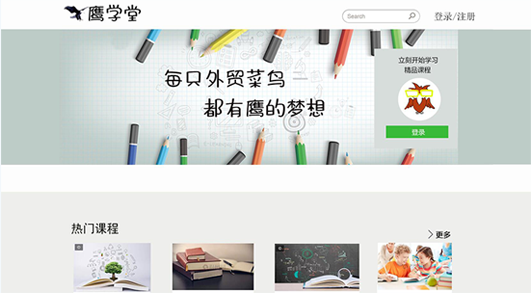 鹰学堂
Search
登录/注册
每只外贸菜鸟
都有鹰的梦想
立刻开始学习
精品课程
登录
热门课程
更多